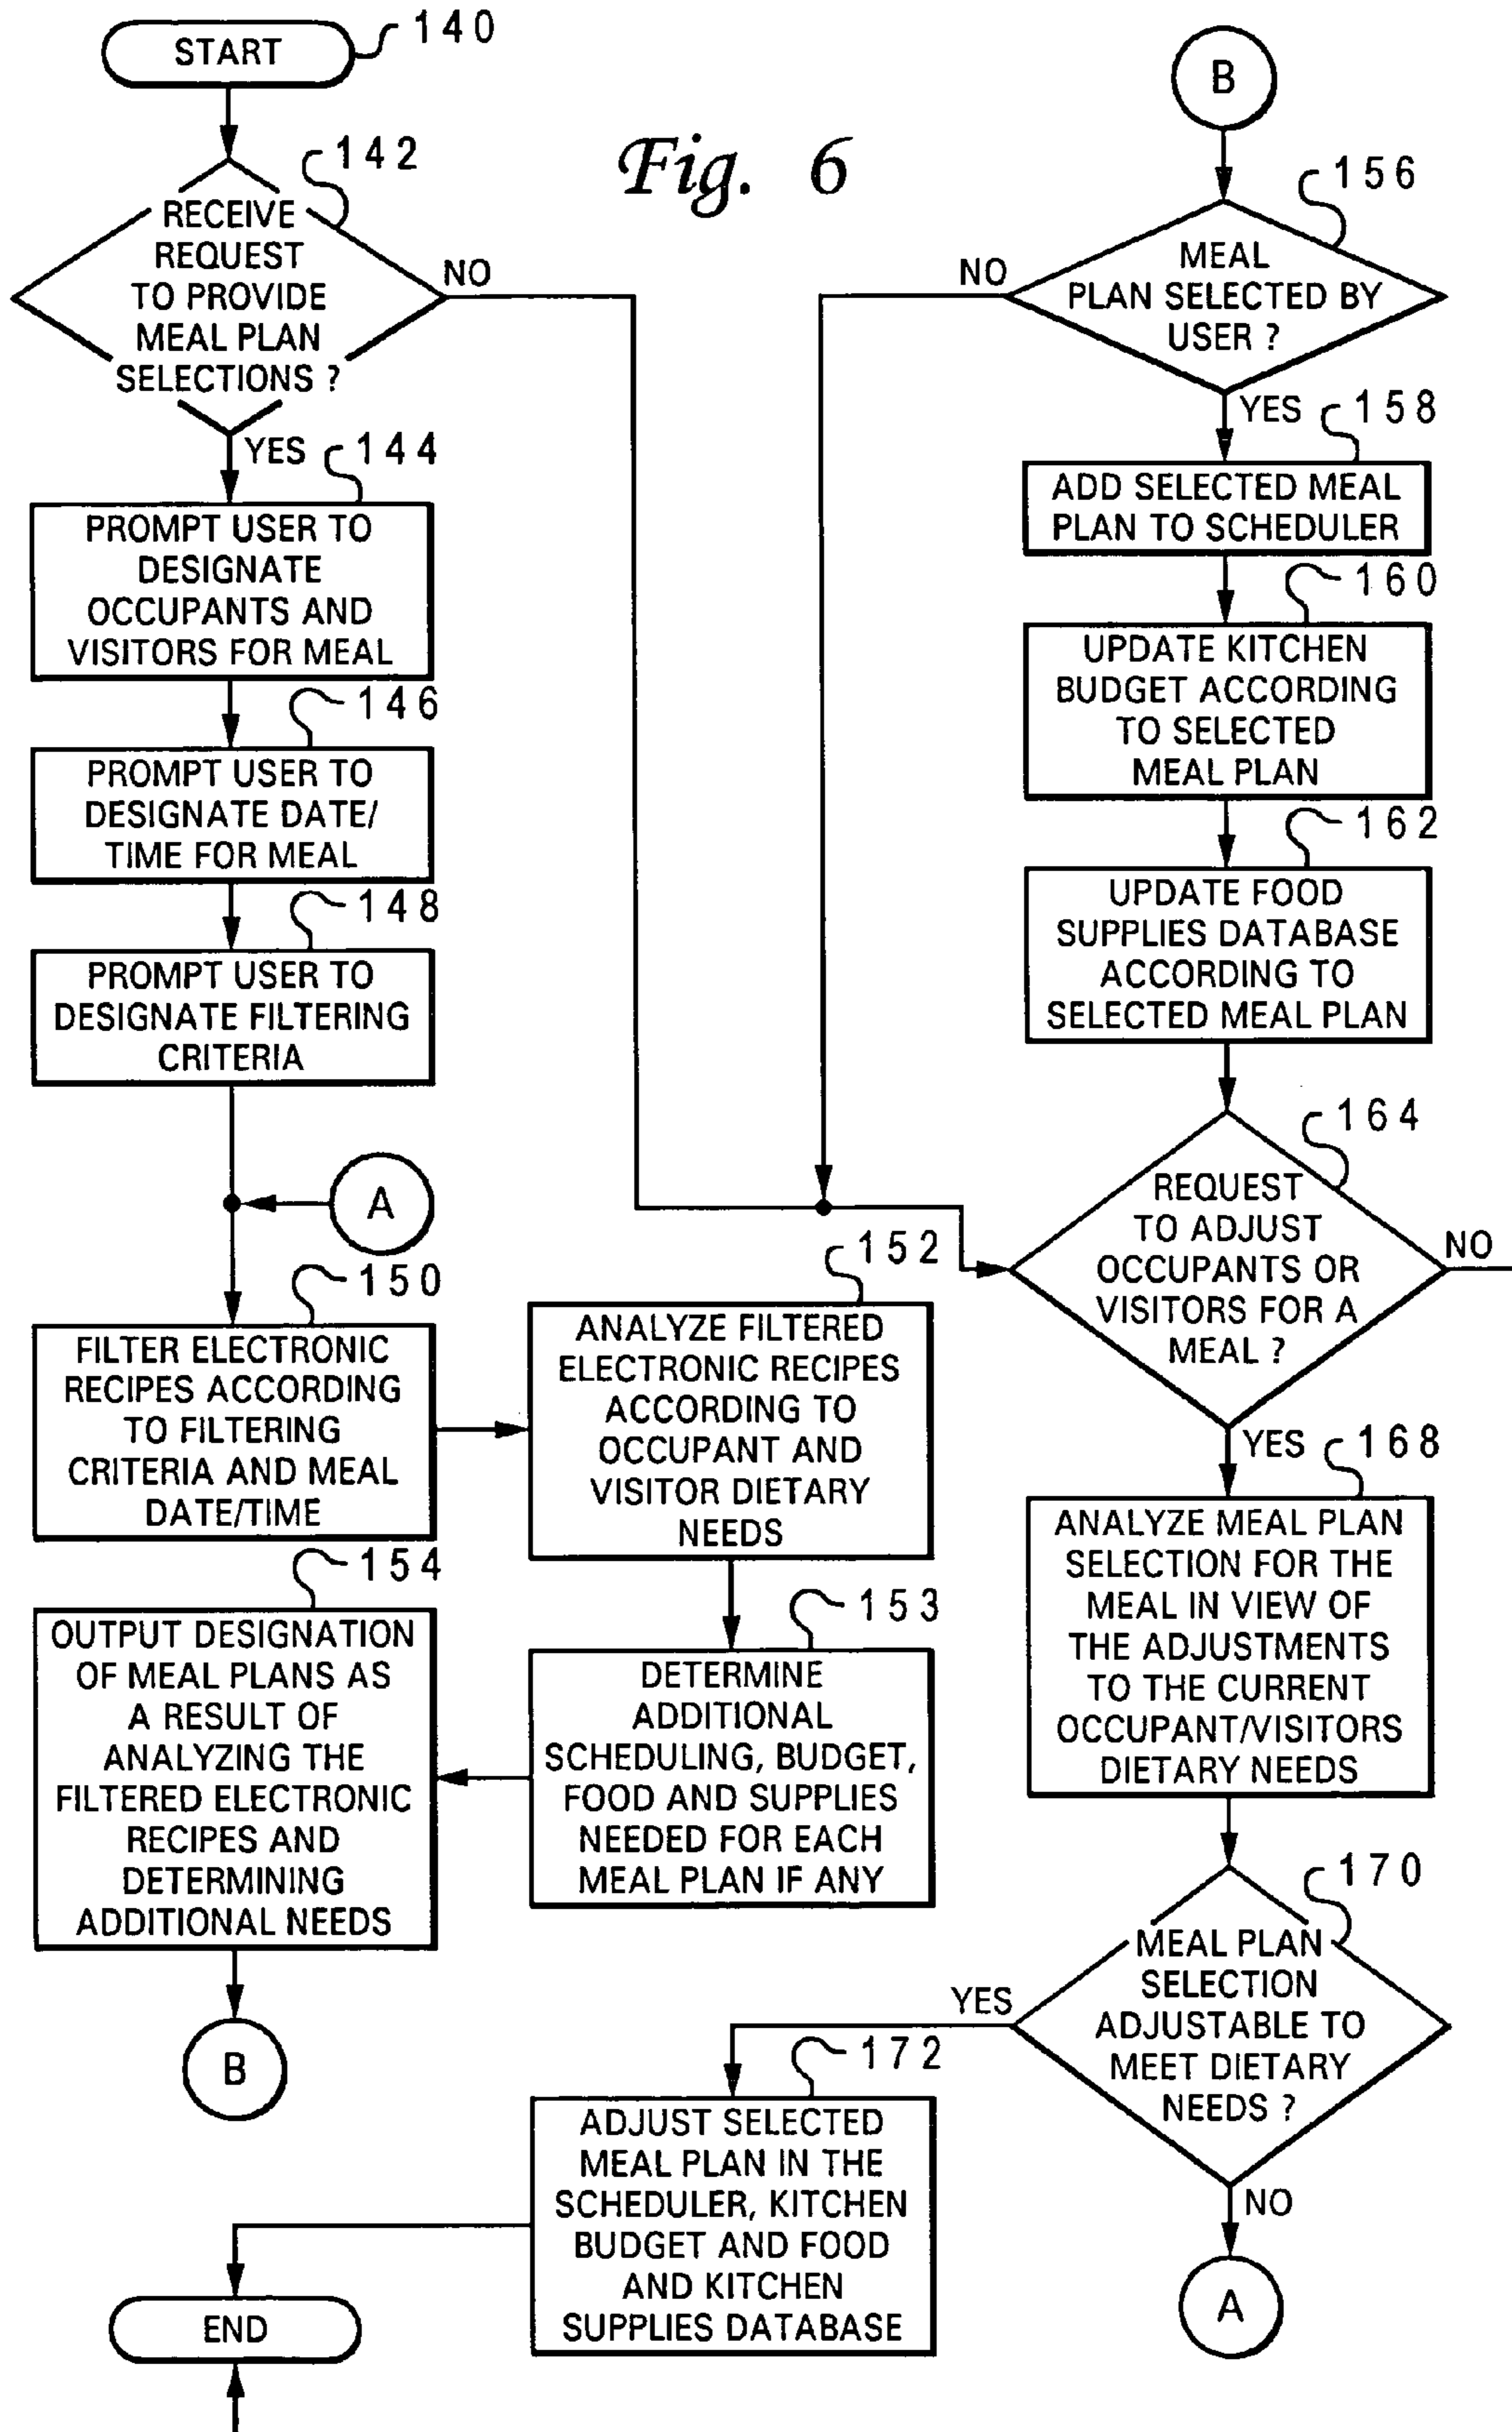 START
140
Fig. 6
142
RECEIVE
REQUEST
TO PROVIDE
MEAL PLAN
SELECTIONS ?
NO
YES
144
PROMPT USER TO
DESIGNATE
OCCUPANTS AND
VISITORS FOR MEAL
146
PROMPT USER TO
DESIGNATE DATE/
TIME FOR MEAL
148
PROMPT USER TO
DESIGNATE FILTERING
CRITERIA
A
150
FILTER ELECTRONIC
RECIPES ACCORDING
TO FILTERING
CRITERIA AND MEAL
DATE/TIME
152
ANALYZE FILTERED
ELECTRONIC RECIPES
ACCORDING TO
OCCUPANT AND
VISITOR DIETARY
NEEDS
153
DETERMINE
ADDITIONAL
SCHEDULING, BUDGET,
FOOD AND SUPPLIES
NEEDED FOR EACH
MEAL PLAN IF ANY
154
OUTPUT DESIGNATION
OF MEAL PLANS AS
A RESULT OF
ANALYZING THE
FILTERED ELECTRONIC
RECIPES AND
DETERMINING
ADDITIONAL NEEDS
B
B
156
MEAL
PLAN SELECTED BY
USER ?
NO
YES
158
ADD SELECTED MEAL
PLAN TO SCHEDULER
160
UPDATE KITCHEN
BUDGET ACCORDING
TO SELECTED
MEAL PLAN
162
UPDATE FOOD
SUPPLIES DATABASE
ACCORDING TO
SELECTED MEAL PLAN
164
REQUEST
TO ADJUST
OCCUPANTS OR
VISITORS FOR A
MEAL ?
NO
YES
168
ANALYZE MEAL PLAN
SELECTION FOR THE
MEAL IN VIEW OF
THE ADJUSTMENTS
TO THE CURRENT
OCCUPANT/VISITORS
DIETARY NEEDS
170
MEAL PLAN
SELECTION
ADJUSTABLE TO
MEET DIETARY
NEEDS ?
YES
NO
A
172
ADJUST SELECTED
MEAL PLAN IN THE
SCHEDULER, KITCHEN
BUDGET AND FOOD
AND KITCHEN
SUPPLIES DATABASE
END